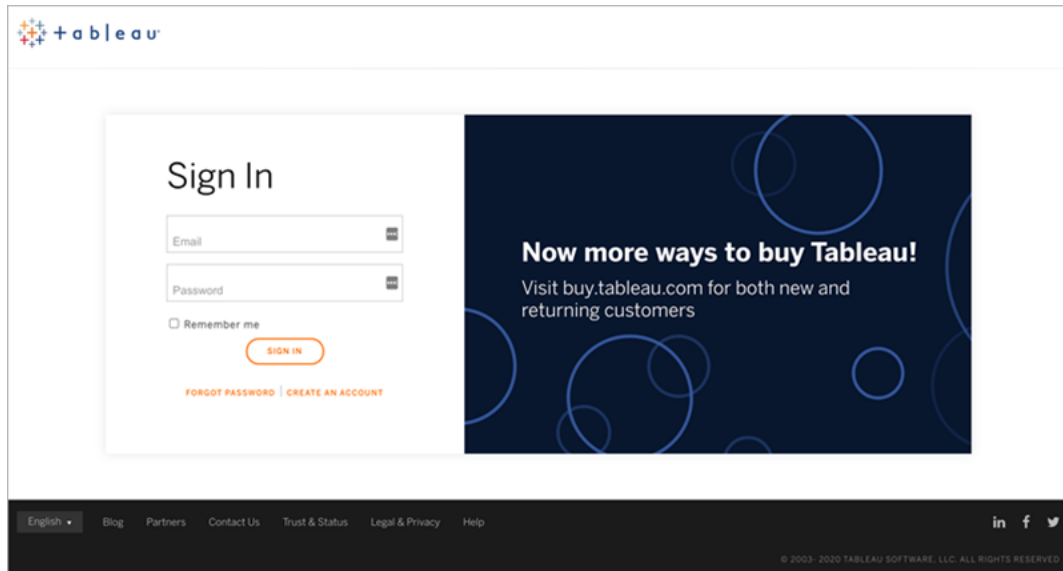 tableau
Sign In
Email
Password
Remember me
SIGN IN
FORGOT PASSWORD | CREATE AN ACCOUNT
Now more ways to buy Tableau!
Visit buy.tableau.com for both new and
returning customers
English Blog Partners Contact Us Trust & Status Legal & Privacy Help
© 2003- 2020 TABLEAU SOFTWARE, LLC. ALL RIGHTS RESERVED